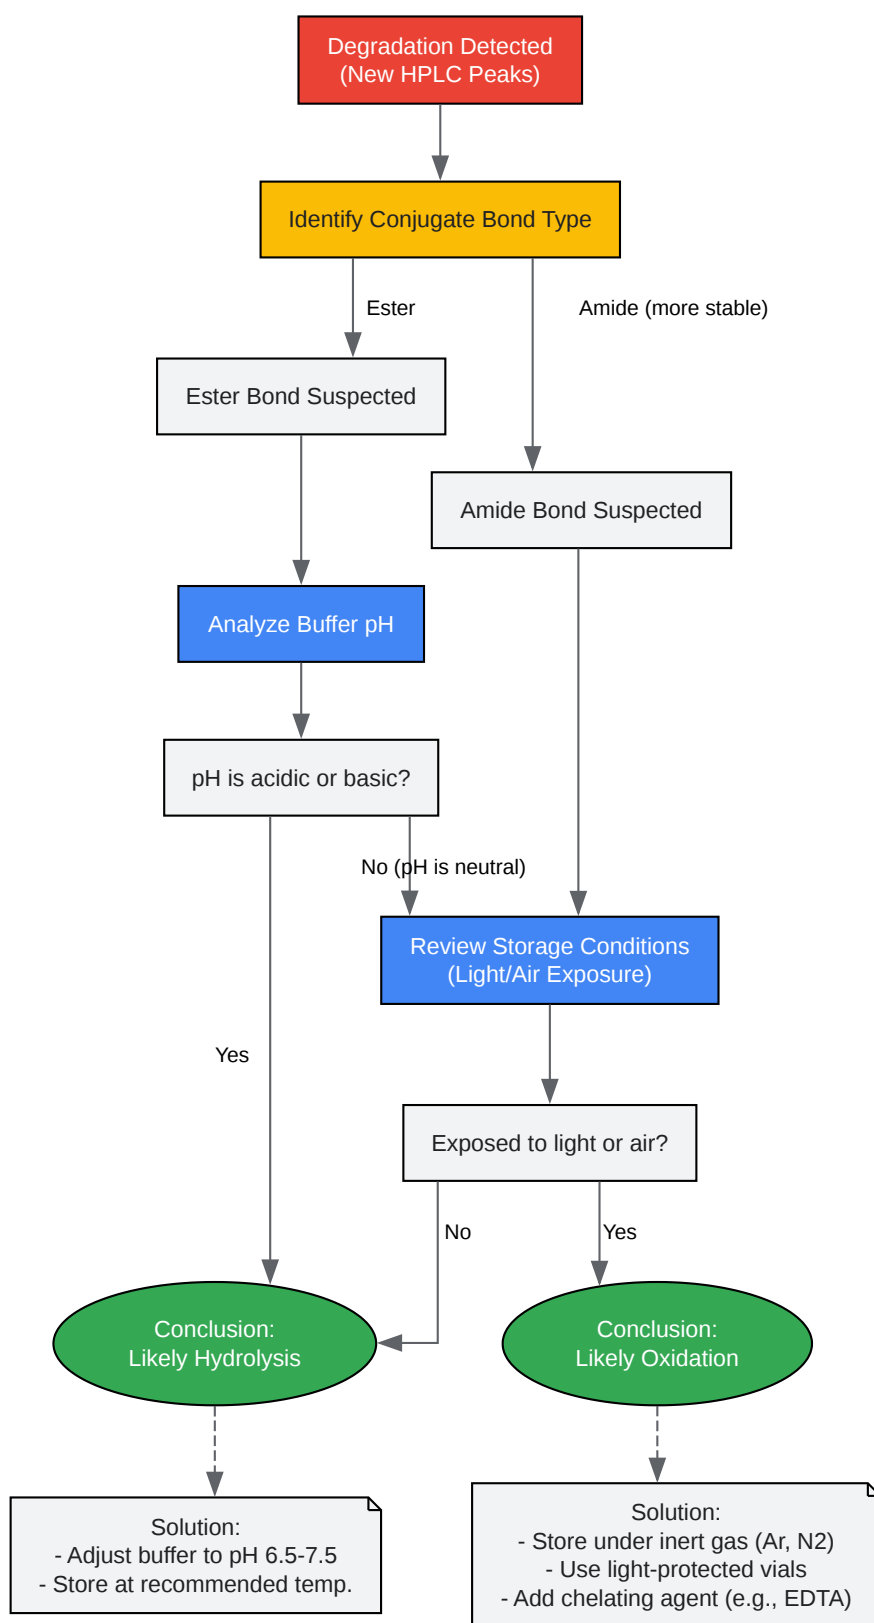 Degradation Detected
(New HPLC Peaks)
Identify Conjugate Bond Type
Ester
Amide (more stable)
Ester Bond Suspected
Amide Bond Suspected
Analyze Buffer pH
pH is acidic or basic?
No (pH is neutral)
Review Storage Conditions
(Light/Air Exposure)
Yes
Exposed to light or air?
No
Yes
Conclusion:
Likely Hydrolysis
Conclusion:
Likely Oxidation
Solution:
- Adjust buffer to pH 6.5-7.5
- Store at recommended temp.
Solution:
- Store under inert gas (Ar, N2)
- Use light-protected vials
- Add chelating agent (e.g., EDTA)